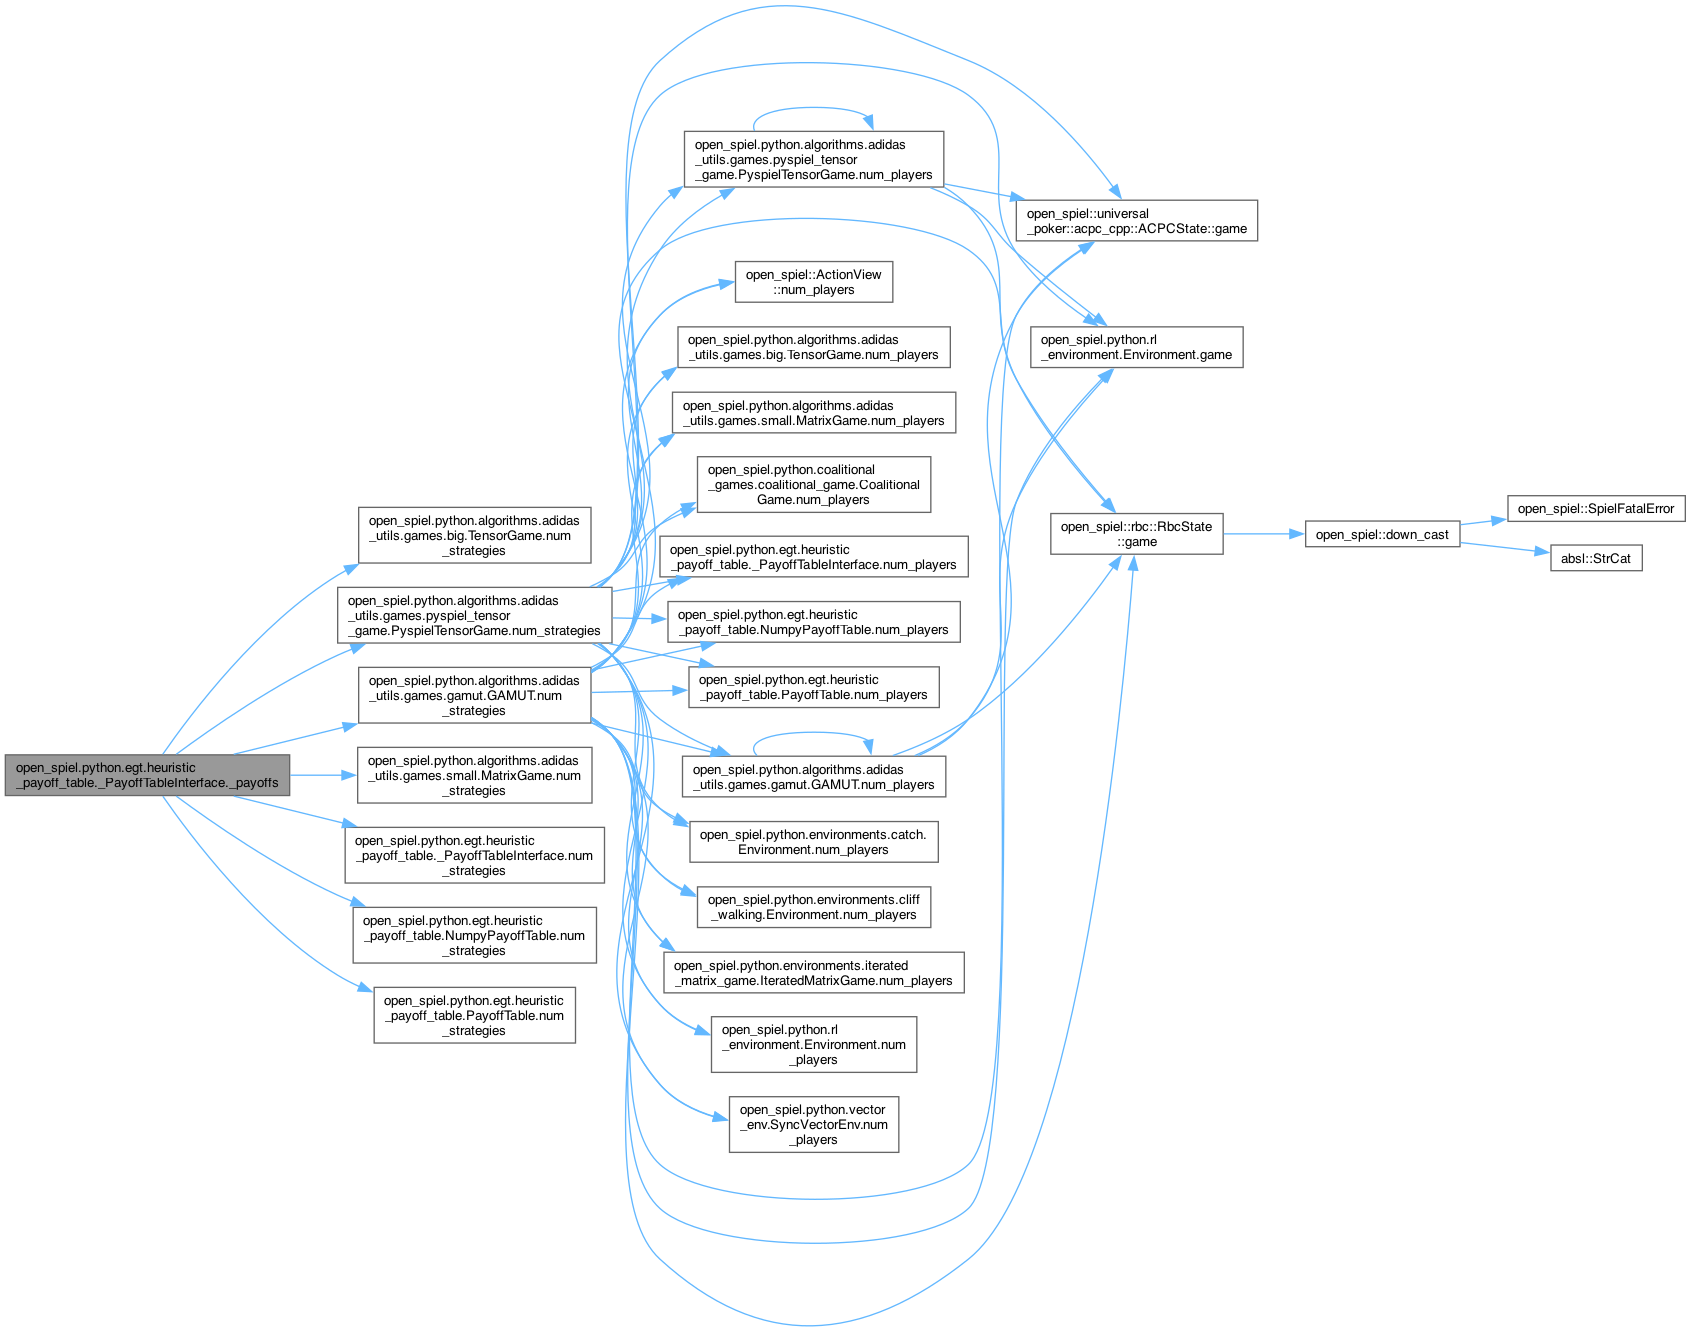 open_spiel.python.egt.heuristic
_payoff_table._PayoffTableInterface._payoffs
open_spiel.python.algorithms.adidas
_utils.games.big.TensorGame.num
_strategies
open_spiel.python.algorithms.adidas
_utils.games.pyspiel_tensor
_game.PyspielTensorGame.num_strategies
open_spiel.python.algorithms.adidas
_utils.games.gamut.GAMUT.num
_strategies
open_spiel.python.algorithms.adidas
_utils.games.small.MatrixGame.num
_strategies
open_spiel.python.egt.heuristic
_payoff_table._PayoffTableInterface.num
_strategies
open_spiel.python.egt.heuristic
_payoff_table.NumpyPayoffTable.num
_strategies
open_spiel.python.egt.heuristic
_payoff_table.PayoffTable.num
_strategies
open_spiel.python.algorithms.adidas
_utils.games.pyspiel_tensor
_game.PyspielTensorGame.num_players
open_spiel::ActionView
::num_players
open_spiel.python.algorithms.adidas
_utils.games.big.TensorGame.num_players
open_spiel.python.algorithms.adidas
_utils.games.small.MatrixGame.num_players
open_spiel.python.coalitional
_games.coalitional_game.Coalitional
Game.num_players
open_spiel.python.egt.heuristic
_payoff_table._PayoffTableInterface.num_players
open_spiel.python.egt.heuristic
_payoff_table.NumpyPayoffTable.num_players
open_spiel.python.egt.heuristic
_payoff_table.PayoffTable.num_players
open_spiel.python.algorithms.adidas
_utils.games.gamut.GAMUT.num_players
open_spiel.python.environments.catch.
Environment.num_players
open_spiel.python.environments.cliff
_walking.Environment.num_players
open_spiel.python.environments.iterated
_matrix_game.IteratedMatrixGame.num_players
open_spiel.python.rl
_environment.Environment.num
_players
open_spiel.python.vector
_env.SyncVectorEnv.num
_players
open_spiel::universal
_poker::acpc_cpp::ACPCState::game
open_spiel.python.rl
_environment.Environment.game
open_spiel::rbc::RbcState
::game
open_spiel::down_cast
open_spiel::SpielFatalError
absl::StrCat